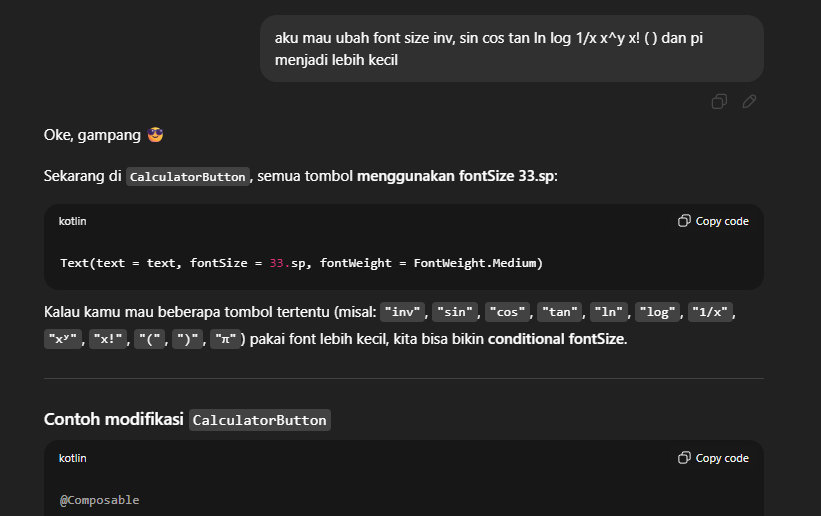 aku mau ubah font size inv, sin cos tan ln log 1/x x^y x! ( ) dan pi
menjadi lebih kecil
Oke, gampang 😎
Sekarang di CalculatorButton, semua tombol menggunakan fontSize 33.sp:
kotlin
Copy code
Text(text = text, fontSize = 33.sp, fontWeight = FontWeight.Medium)
Kalau kamu mau beberapa tombol tertentu (misal: "inv", "sin", "cos", "tan", "ln", "log", "1/x",
"xʸ", "x!", "(", ")", "π") pakai font lebih kecil, kita bisa bikin conditional fontSize.
Contoh modifikasi CalculatorButton
kotlin
Copy code
@Composable